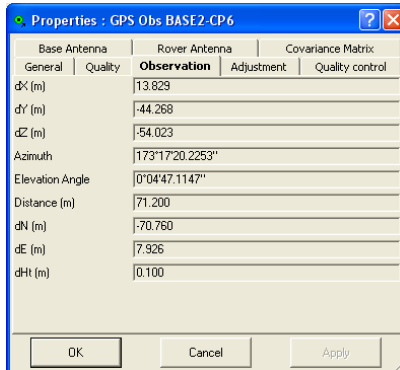 Properties : GPS Obs BASE2-CP6
Base Antenna Rover Antenna Covariance Matrix
General Quality Observation Adjustment Quality control
dX (m) 13.829
dY (m) -44.268
dZ (m) -54.023
Azimuth 173°17'20.2253"
Elevation Angle 0°04'47.1147"
Distance (m) 71.200
dN (m) -70.760
dE (m) 7.926
dHt (m) 0.100
OK Cancel Apply